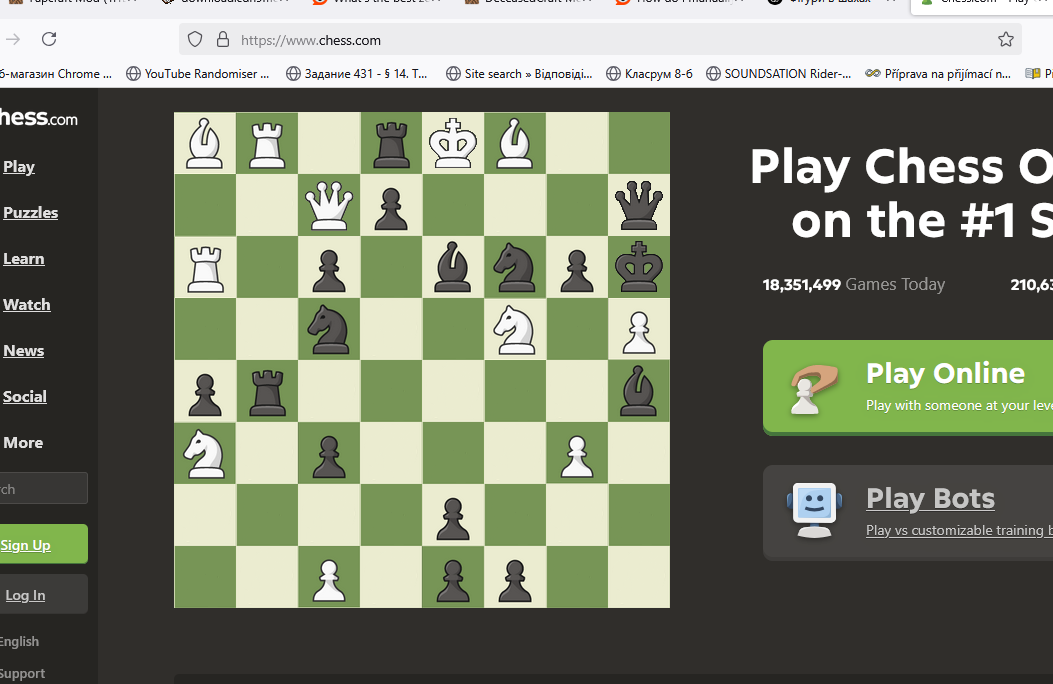 https://www.chess.com
б-магазин Chrome ... YouTube Randomiser ... Задание 431 - § 14. Т... Site search » Відповіді... Класрум 8-б SOUNDSATION Rider-... Příprava na přijímací n...
hess.com
Play
Puzzles
Learn
Watch
News
Social
More
rch
Sign Up
Log In
English
Support
Play Chess O
on the #1 S
18,351,499 Games Today 210,63
Play Online
Play with someone at your leve
Play Bots
Play vs customizable training b